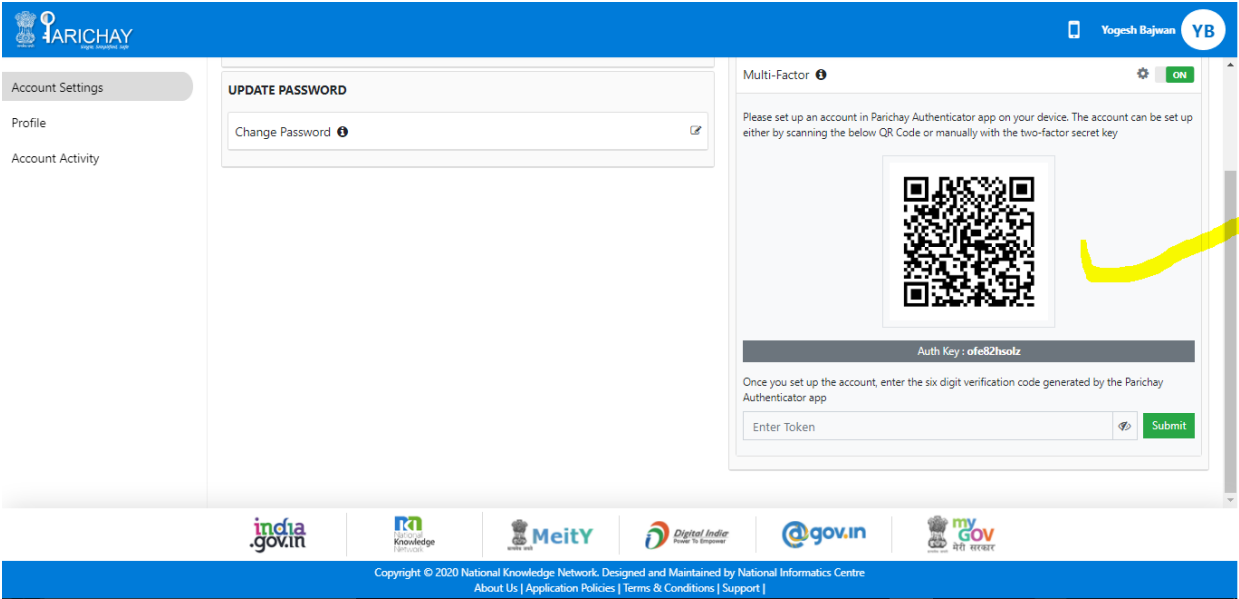 PARICHAY
Simple, Simplified, Safe
Yogesh Bajwan
YB
Account Settings
Profile
Account Activity
UPDATE PASSWORD
Change Password
Multi-Factor
ON
Please set up an account in Parichay Authenticator app on your device. The account can be set up
either by scanning the below QR Code or manually with the two-factor secret key
Auth Key : ofe82hsolz
Once you set up the account, enter the six digit verification code generated by the Parichay
Authenticator app
Enter Token
Submit
india
.gov.in
National
Knowledge
Network
MeitY
Digital India
Power To Empower
@gov.in
my
GOV
मेरी सरकार
Copyright © 2020 National Knowledge Network. Designed and Maintained by National Informatics Centre
About Us | Application Policies | Terms & Conditions | Support |